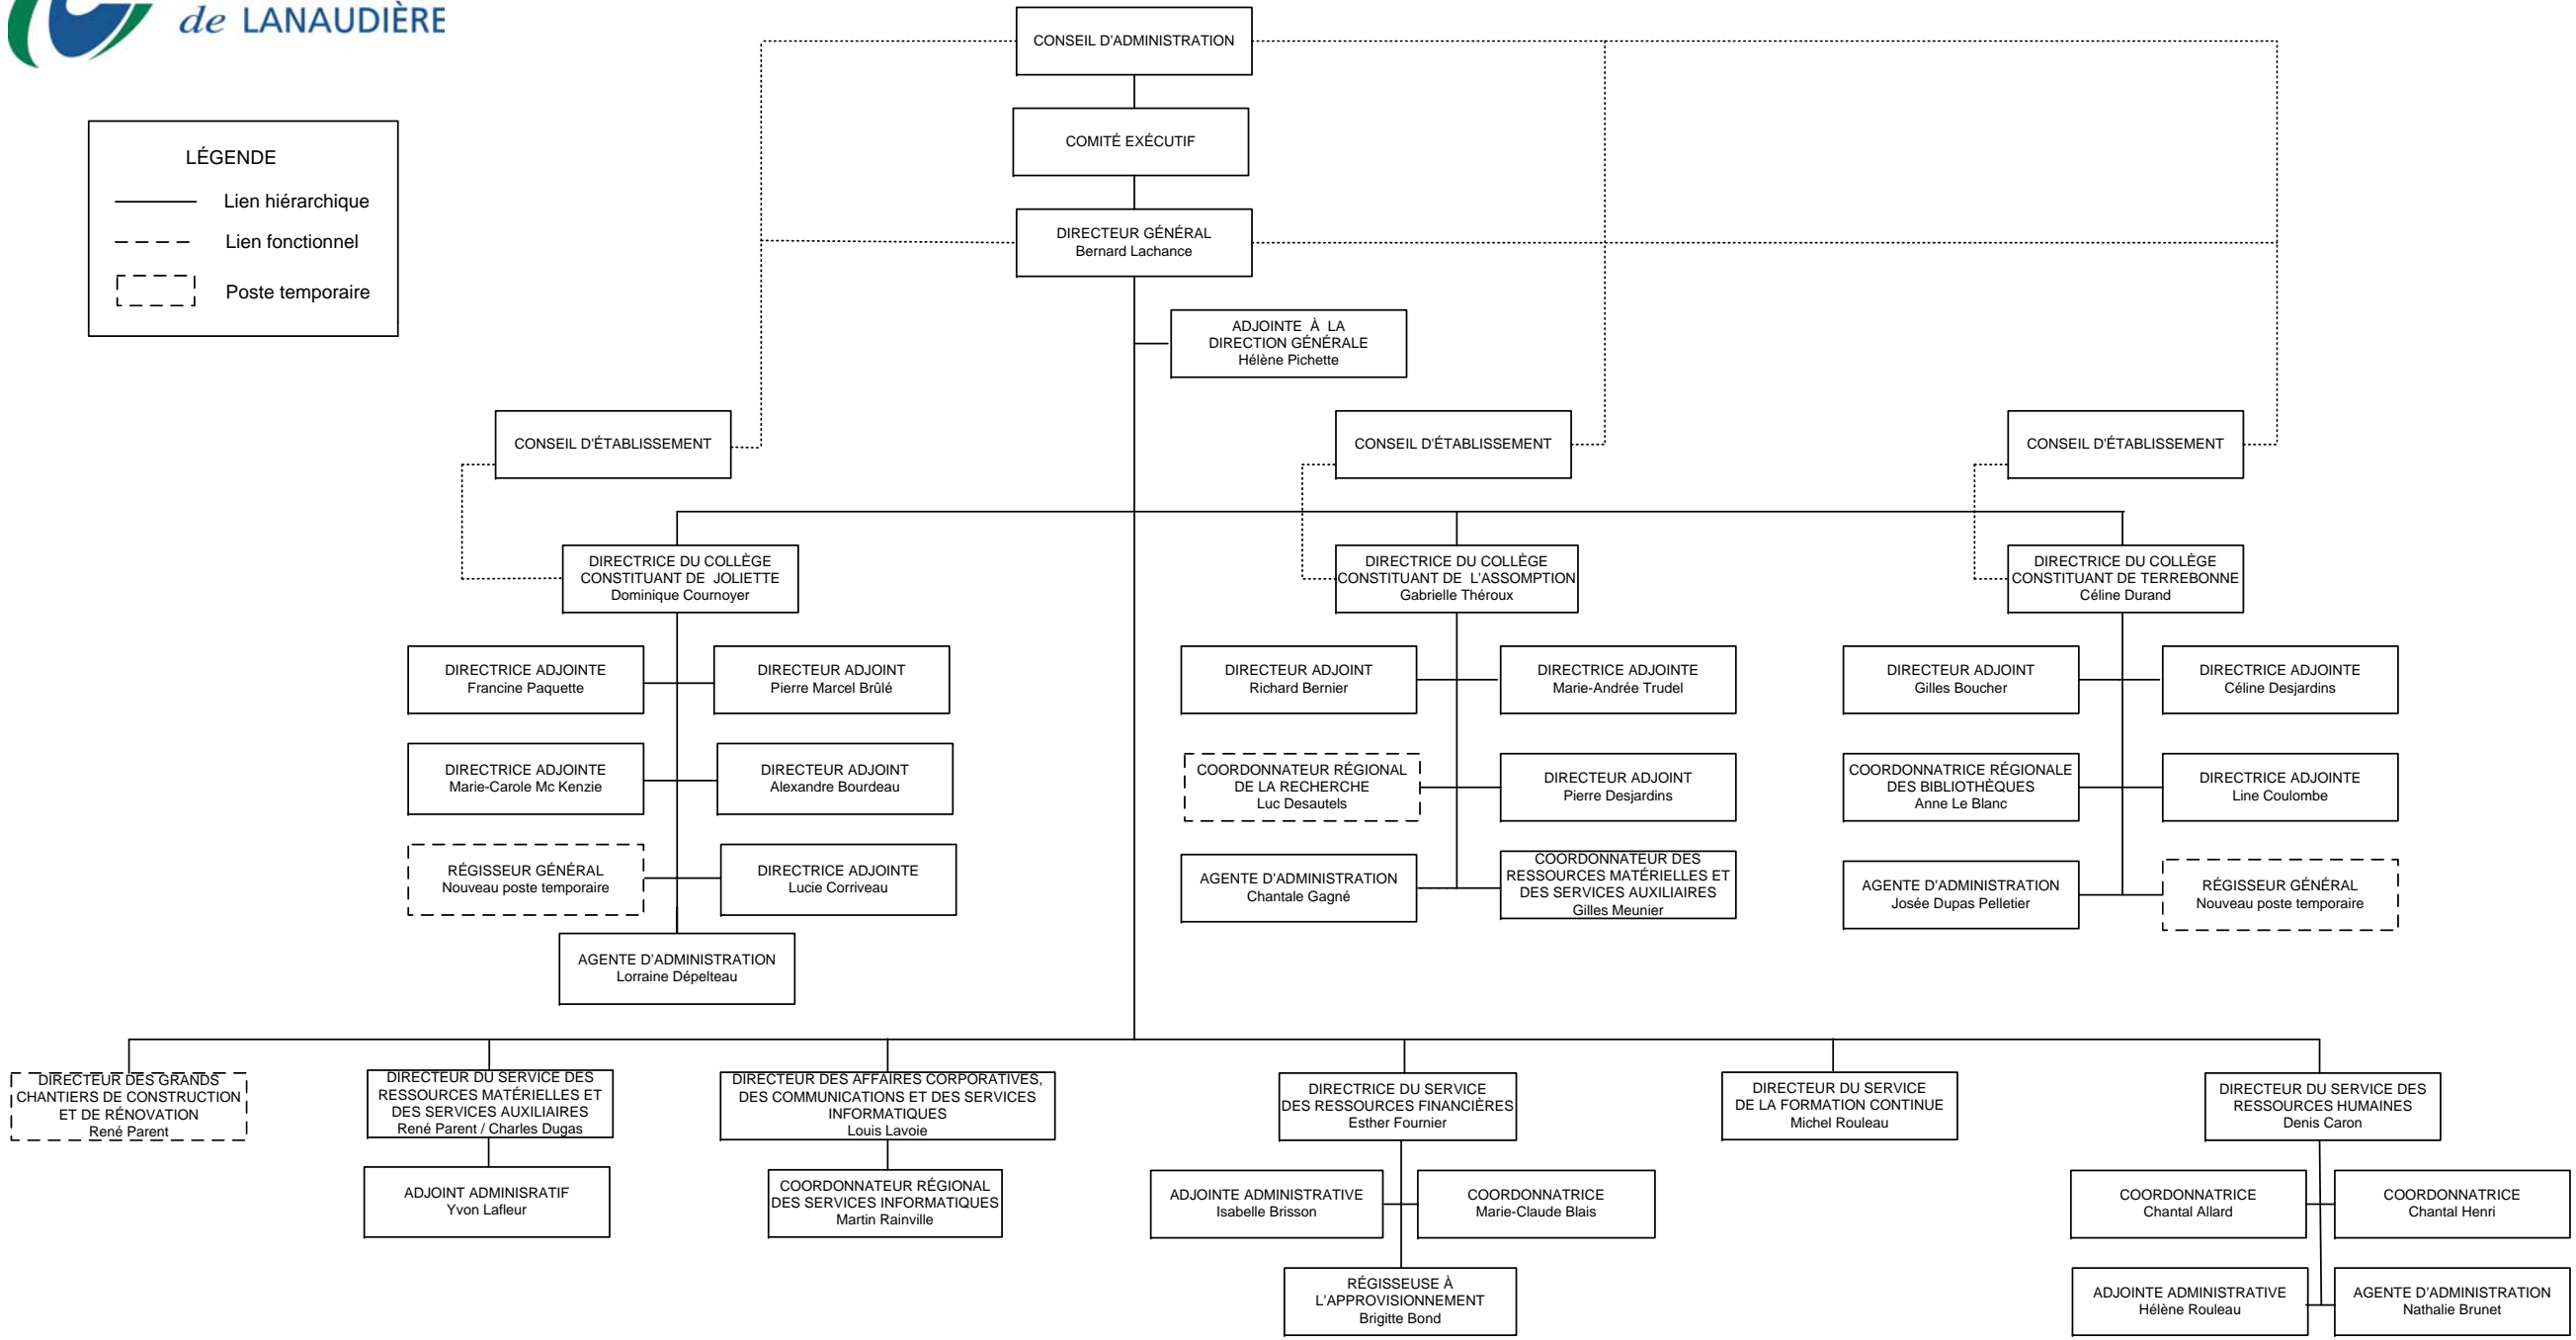 de LANAUDIÈRE
CONSEIL D'ADMINISTRATION
COMITÉ EXÉCUTIF
LÉGENDE
Lien hiérarchique
Lien fonctionnel
Poste temporaire
DIRECTEUR GÉNÉRAL
Bernard Lachance
ADJOINTE À LA
DIRECTION GÉNÉRALE
Hélène Pichette
CONSEIL D'ÉTABLISSEMENT
CONSEIL D'ÉTABLISSEMENT
CONSEIL D'ÉTABLISSEMENT
DIRECTRICE DU COLLÈGE
CONSTITUANT DE JOLIETTE
Dominique Cournoyer
DIRECTRICE DU COLLÈGE
CONSTITUANT DE L'ASSOMPTION
Gabrielle Théroux
DIRECTRICE DU COLLÈGE
CONSTITUANT DE TERREBONNE
Céline Durand
DIRECTRICE ADJOINTE
Francine Paquette
DIRECTEUR ADJOINT
Pierre Marcel Brûlé
DIRECTEUR ADJOINT
Richard Bernier
DIRECTRICE ADJOINTE
Marie-Andrée Trudel
DIRECTEUR ADJOINT
Gilles Boucher
DIRECTRICE ADJOINTE
Céline Desjardins
DIRECTRICE ADJOINTE
Marie-Carole Mc Kenzie
DIRECTEUR ADJOINT
Alexandre Bourdeau
COORDONNATEUR RÉGIONAL
DE LA RECHERCHE
Luc Desautels
DIRECTEUR ADJOINT
Pierre Desjardins
COORDONNATRICE RÉGIONALE
DES BIBLIOTHÈQUES
Anne Le Blanc
DIRECTRICE ADJOINTE
Line Coulombe
RÉGISSEUR GÉNÉRAL
Nouveau poste temporaire
DIRECTRICE ADJOINTE
Lucie Corriveau
AGENTE D'ADMINISTRATION
Chantale Gagné
COORDONNATEUR DES
RESSOURCES MATÉRIELLES ET
DES SERVICES AUXILIAIRES
Gilles Meunier
AGENTE D'ADMINISTRATION
Josée Dupas Pelletier
RÉGISSEUR GÉNÉRAL
Nouveau poste temporaire
AGENTE D'ADMINISTRATION
Lorraine Dépelteau
DIRECTEUR DES GRANDS
CHANTIERS DE CONSTRUCTION
ET DE RÉNOVATION
René Parent
DIRECTEUR DU SERVICE DES
RESSOURCES MATÉRIELLES ET
DES SERVICES AUXILIAIRES
René Parent / Charles Dugas
DIRECTEUR DES AFFAIRES CORPORATIVES,
DES COMMUNICATIONS ET DES SERVICES
INFORMATIQUES
Louis Lavoie
DIRECTRICE DU SERVICE
DES RESSOURCES FINANCIÈRES
Esther Fournier
DIRECTEUR DU SERVICE
DE LA FORMATION CONTINUE
Michel Rouleau
DIRECTEUR DU SERVICE DES
RESSOURCES HUMAINES
Denis Caron
ADJOINT ADMINISRATIF
Yvon Lafleur
COORDONNATEUR RÉGIONAL
DES SERVICES INFORMATIQUES
Martin Rainville
ADJOINTE ADMINISTRATIVE
Isabelle Brisson
COORDONNATRICE
Marie-Claude Blais
COORDONNATRICE
Chantal Allard
COORDONNATRICE
Chantal Henri
RÉGISSEUSE À
L'APPROVISIONNEMENT
Brigitte Bond
ADJOINTE ADMINISTRATIVE
Hélène Rouleau
AGENTE D'ADMINISTRATION
Nathalie Brunet